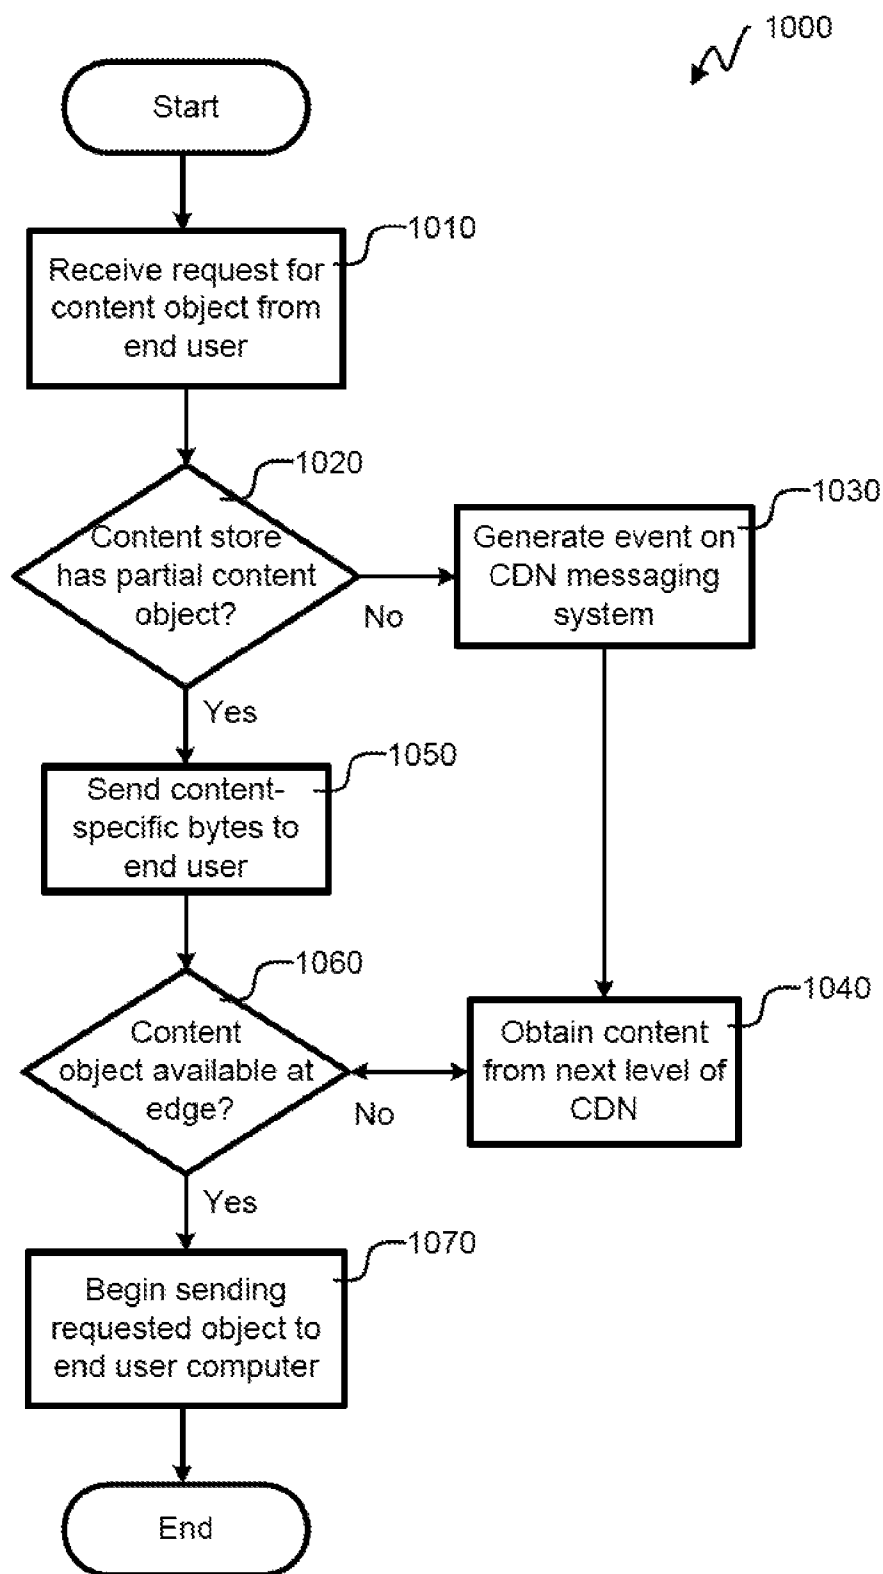 1000
Start
1010
Receive request for
content object from
end user
1020
Content store
has partial content
object?
No
1030
Generate event on
CDN messaging
system
Yes
1050
Send content-
specific bytes to
end user
1060
Content
object available at
edge?
No
1040
Obtain content
from next level of
CDN
Yes
1070
Begin sending
requested object to
end user computer
End